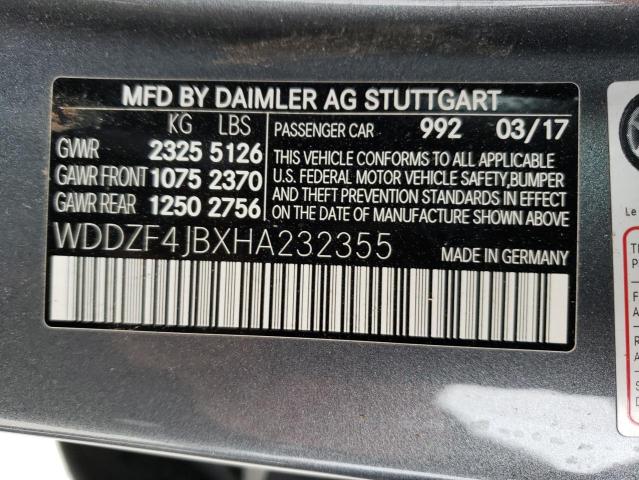 MFD BY DAIMLER AG STUTTGART
KG LBS
GVWR 2325 5126
GAWR FRONT 1075 2370
GAWR REAR 1250 2756
PASSENGER CAR 992 03/17
THIS VEHICLE CONFORMS TO ALL APPLICABLE
U.S. FEDERAL MOTOR VEHICLE SAFETY, BUMPER
AND THEFT PREVENTION STANDARDS IN EFFECT
ON THE DATE OF MANUFACTURE SHOWN ABOVE
WDDZF4JBXHA232355
MADE IN GERMANY
Le